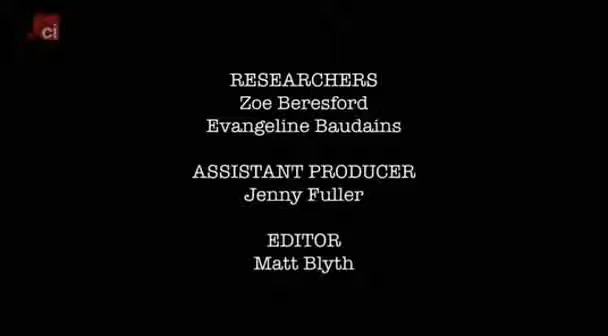 ci
RESEARCHERS
Zoe Beresford
Evangeline Baudains
ASSISTANT PRODUCER
Jenny Fuller
EDITOR
Matt Blyth